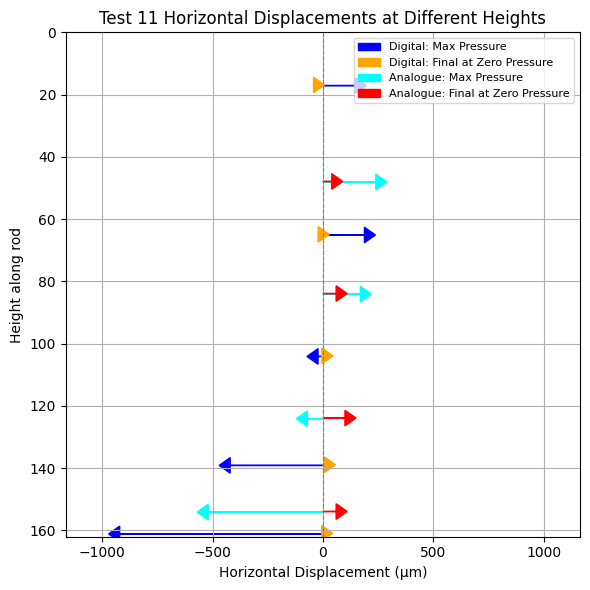 Test 11 Horizontal Displacements at Different Heights
0
20
40
60
80
100
120
140
160
Height along rod
Digital: Max Pressure
Digital: Final at Zero Pressure
Analogue: Max Pressure
Analogue: Final at Zero Pressure
−1000 −500 0 500 1000
Horizontal Displacement (μm)